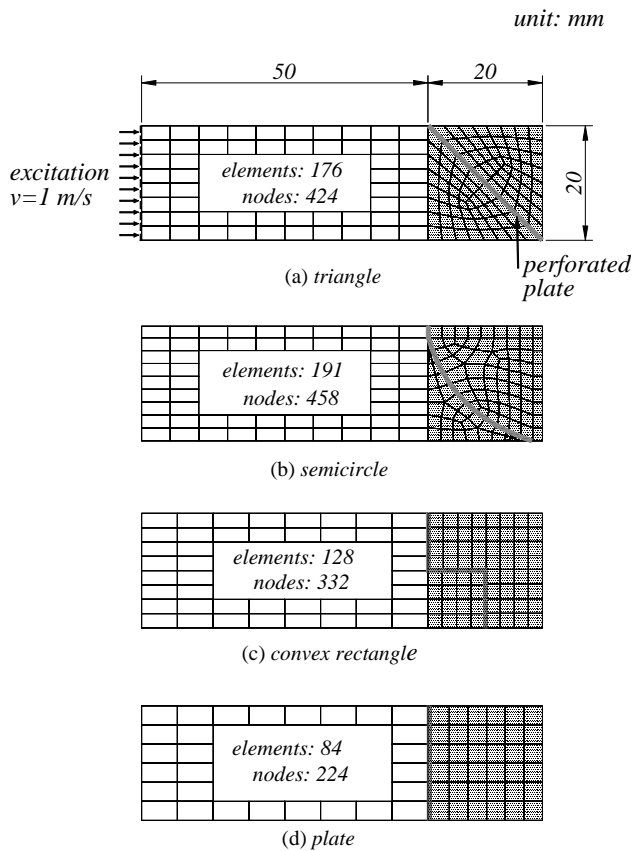 unit: mm
50
20
excitation
v=1 m/s
elements: 176
nodes: 424
20
perforated
plate
(a) triangle
elements: 191
nodes: 458
(b) semicircle
elements: 128
nodes: 332
(c) convex rectangle
elements: 84
nodes: 224
(d) plate